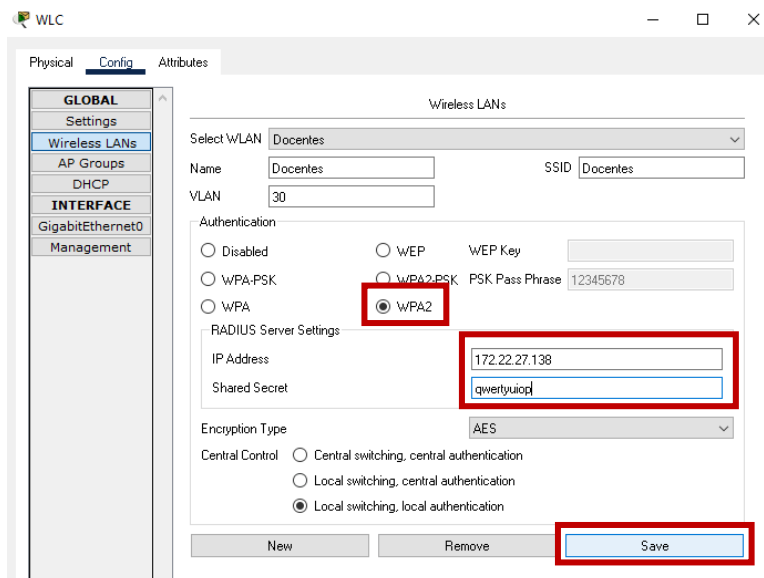 WLC
Physical Config Attributes
GLOBAL
Settings
Wireless LANs
AP Groups
DHCP
INTERFACE
GigabitEthernet0
Management
Wireless LANs
Select WLAN Docentes
Name Docentes SSID Docentes
VLAN 30
Authentication
Disabled WEP WEP Key
WPA-PSK WPA2-PSK PSK Pass Phrase 12345678
WPA WPA2
RADIUS Server Settings
IP Address 172.22.27.138
Shared Secret qwertyuiop
Encryption Type AES
Central Control Central switching, central authentication
Local switching, central authentication
Local switching, local authentication
New Remove Save